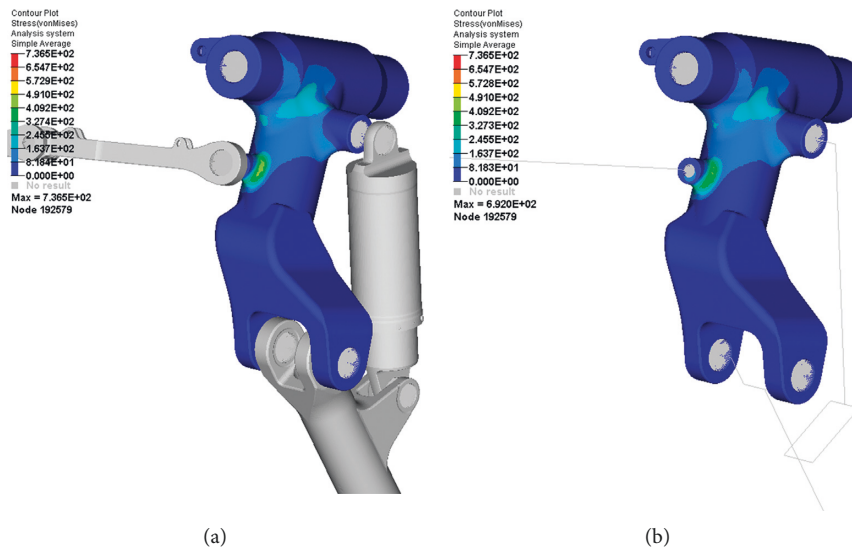 Contour Plot
Stress(vonMises)
Analysis system
Simple Average
7.365E+02
6.547E+02
5.729E+02
4.910E+02
4.092E+02
3.274E+02
2.455E+02
1.637E+02
8.184E+01
0.000E+00
No result
Max = 7.365E+02
Node 192579
Contour Plot
Stress(vonMises)
Analysis system
Simple Average
7.365E+02
6.547E+02
5.728E+02
4.910E+02
4.092E+02
3.273E+02
2.455E+02
1.637E+02
8.183E+01
0.000E+00
No result
Max = 6.920E+02
Node 192579
(a)
(b)